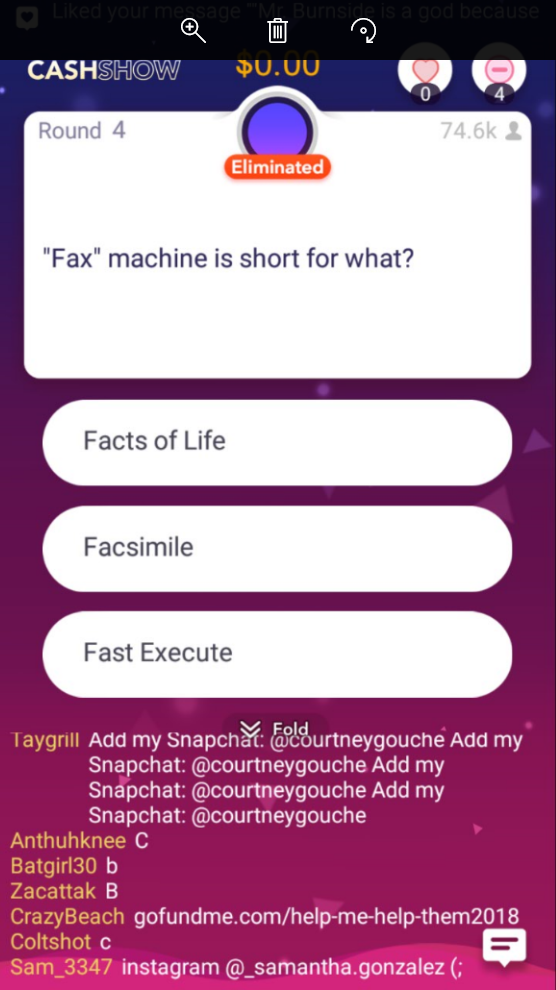 Liked your message "'Mr. Burnside is a god because
CASHSHOW
$0.00
0
4
Round 4
74.6k
Eliminated
"Fax" machine is short for what?
Facts of Life
Facsimile
Fast Execute
Fold
Taygrill Add my Snapchat: @courtneygouche Add my
Snapchat: @courtneygouche Add my
Snapchat: @courtneygouche Add my
Snapchat: @courtneygouche
Anthuhknee C
Batgirl30 b
Zacattak B
CrazyBeach gofundme.com/help-me-help-them2018
Coltshot c
Sam_3347 instagram @_samantha.gonzalez (;